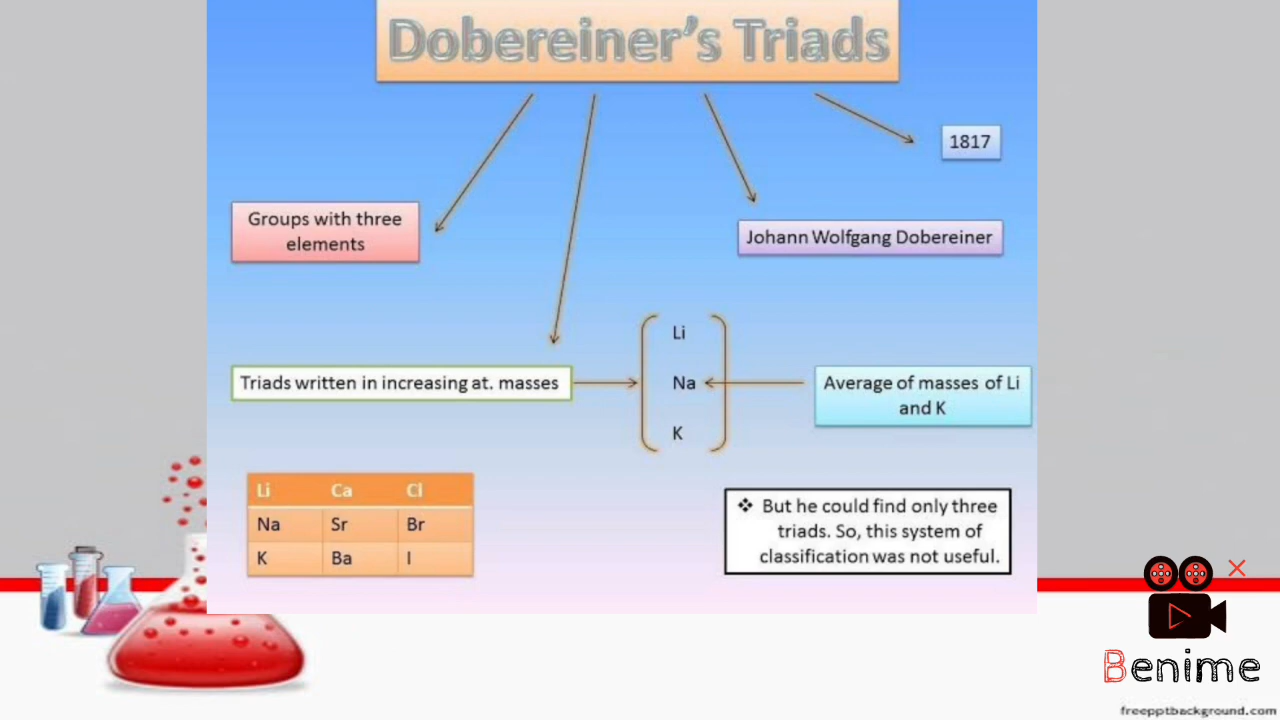 Dobereiner's Triads
1817
Groups with three
elements
Johann Wolfgang Dobereiner
Li
Triads written in increasing at. masses
Na
Average of masses of Li
and K
K
Li Ca Cl
Na Sr Br
K Ba I
❖ But he could find only three
triads. So, this system of
classification was not useful.
Benime
freepptbackground.com